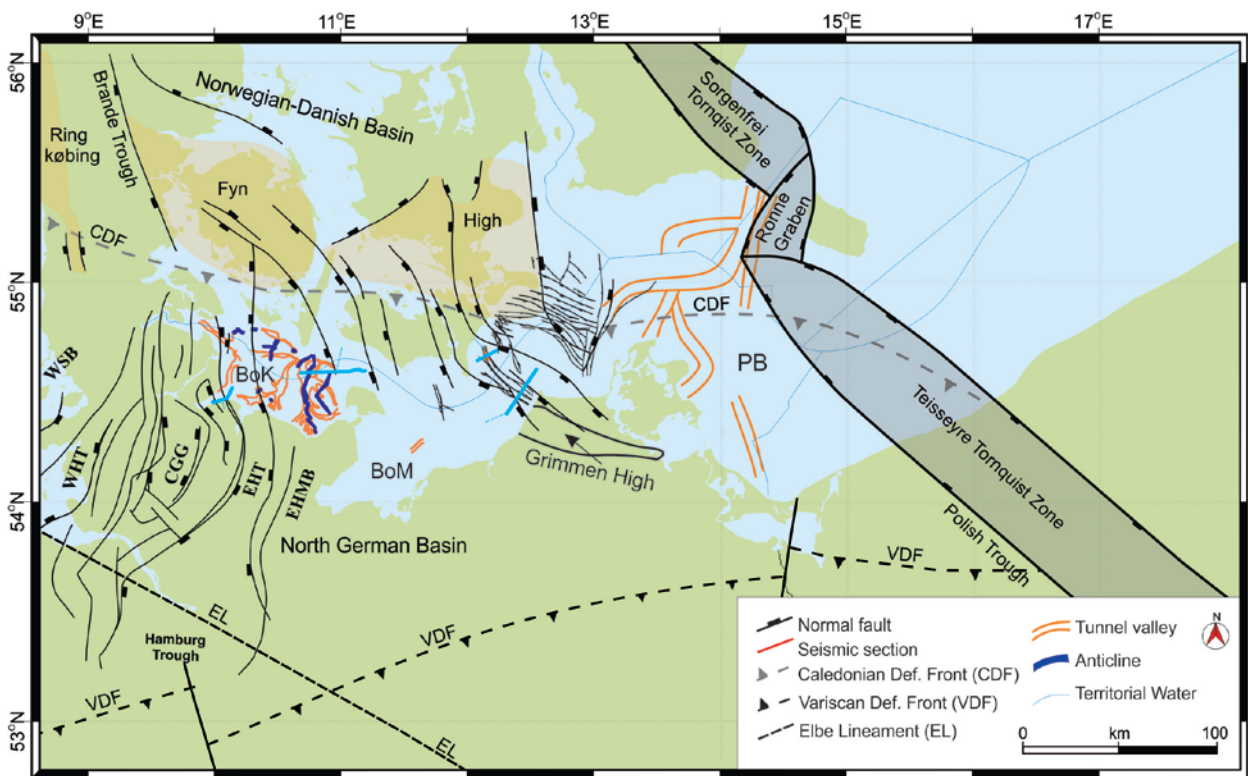 9°E
11°E
13°E
15°E
17°E
56°N
55°N
54°N
53°N
Norwegian-Danish Basin
Brande Trough
Ring
købing
Fyn
High
CDF
Sorgenfrei
Tornqist Zone
Ronne
Graben
CDF
PB
Teisseyre Tornquist Zone
Polish Trough
WSB
BoK
WHT
CGG
EHT
EHMB
BoM
Grimmen High
North German Basin
EL
VDF
VDF
Hamburg
Trough
VDF
EL
Normal fault
Seismic section
Caledonian Def. Front (CDF)
Variscan Def. Front (VDF)
Elbe Lineament (EL)
Tunnel valley
Anticline
Territorial Water
N
0 km 100